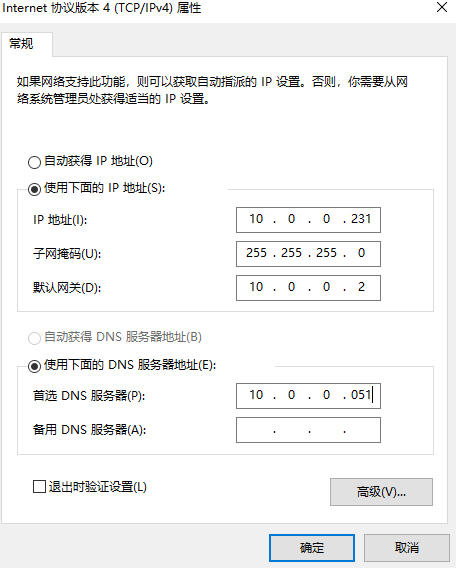 Internet 协议版本 4 (TCP/IPv4) 属性
常规
如果网络支持此功能，则可以获取自动指派的 IP 设置。否则，你需要从网
络系统管理员处获得适当的 IP 设置。
自动获得 IP 地址(O)
使用下面的 IP 地址(S):
IP 地址(I): 10 . 0 . 0 . 231
子网掩码(U): 255 . 255 . 255 . 0
默认网关(D): 10 . 0 . 0 . 2
自动获得 DNS 服务器地址(B)
使用下面的 DNS 服务器地址(E):
首选 DNS 服务器(P): 10 . 0 . 0 . 051
备用 DNS 服务器(A): . . .
退出时验证设置(L)
高级(V)...
确定 取消